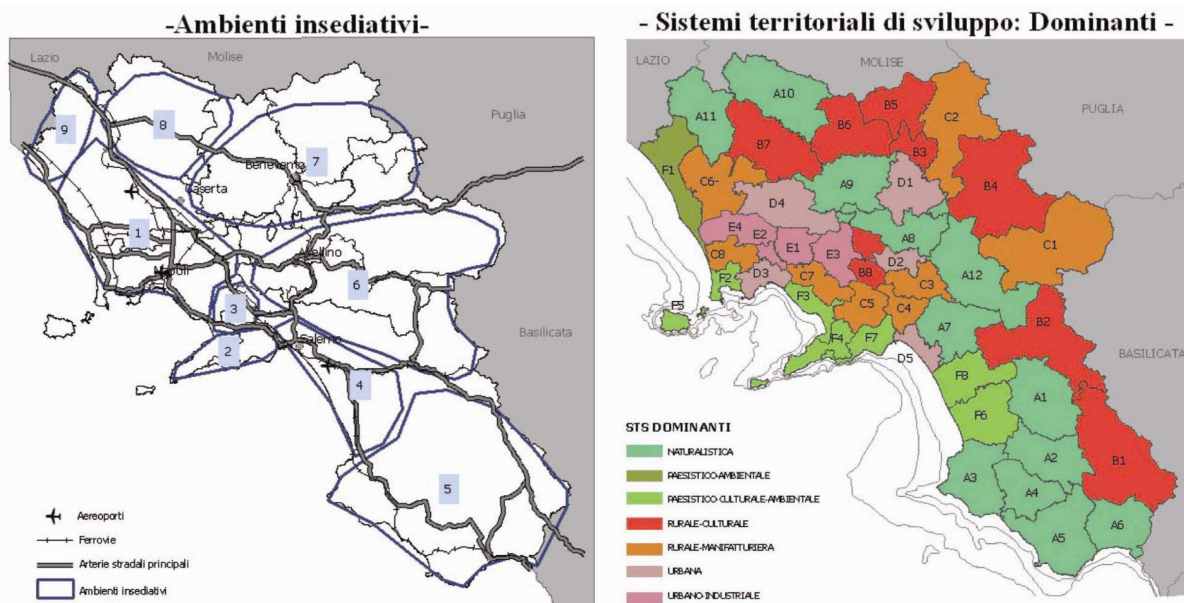 -Ambienti insediativi-
Lazio
Molise
Puglia
9
8
7
Benevento
Caserta
1
Napoli
Avellino
6
3
2
Salerno
4
Basilicata
5
Aereoporti
Ferrovie
Arterie stradali principali
Ambienti insediativi
- Sistemi territoriali di sviluppo: Dominanti -
LAZIO
MOLISE
PUGLIA
A10
A11
B5
B6
C2
B7
B3
F1
B4
C6-
A9
D1
D4
E4
E2
A8
C1
E1
E3
C8
D2
A12
F2
D3
C7
B8
C3
F3
C5
C4
F5
B2
A7
F4
F7
D5
BASILICATA
F8
A1
F6
A2
B1
A3
A4
A6
A5
STS DOMINANTI
NATURALISTICA
PAESISTICO-AMBIENTALE
PAESISTICO-CULTURALE-AMBIENTALE
RURALE-CULTURALE
RURALE-MANIFATTURIERA
URBANA
URBANO-INDUSTRIALE